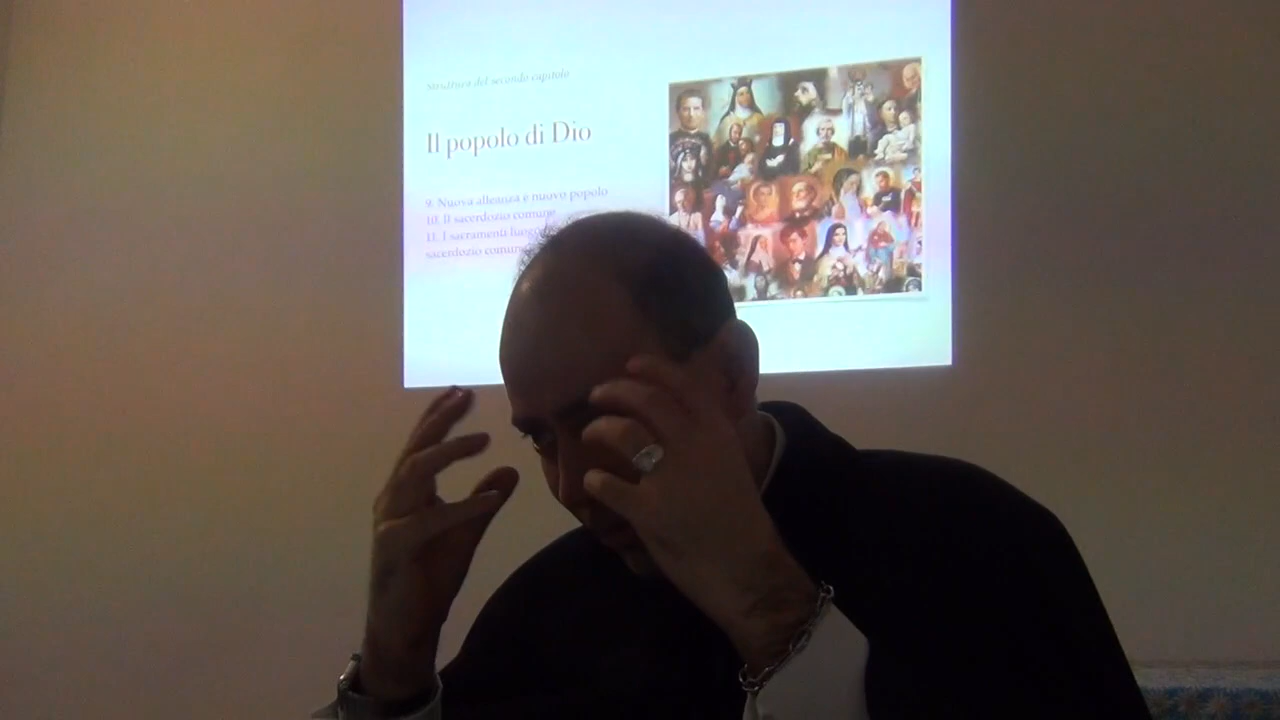 struttura del secondo capitolo
Il popolo di Dio
9. Nuova alleanza e nuovo popolo
10. Il sacerdozio comune
11. I sacramenti luogo
sacerdozio comune